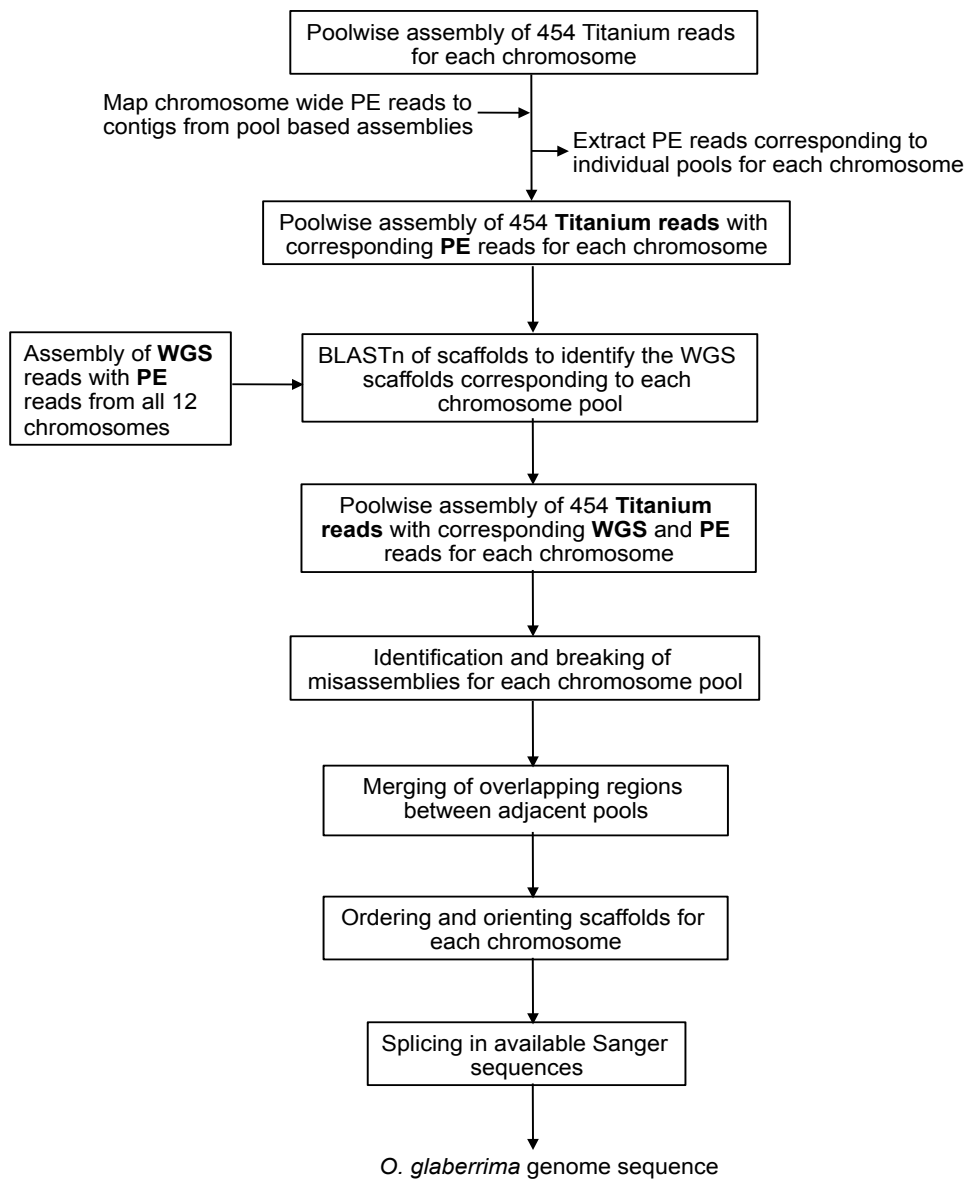 Poolwise assembly of 454 Titanium reads
for each chromosome
Map chromosome wide PE reads to
contigs from pool based assemblies
Extract PE reads corresponding to
individual pools for each chromosome
Poolwise assembly of 454 Titanium reads with
corresponding PE reads for each chromosome
Assembly of WGS
reads with PE
reads from all 12
chromosomes
BLASTn of scaffolds to identify the WGS
scaffolds corresponding to each
chromosome pool
Poolwise assembly of 454 Titanium
reads with corresponding WGS and PE
reads for each chromosome
Identification and breaking of
misassemblies for each chromosome pool
Merging of overlapping regions
between adjacent pools
Ordering and orienting scaffolds for
each chromosome
Splicing in available Sanger
sequences
O. glaberrima genome sequence